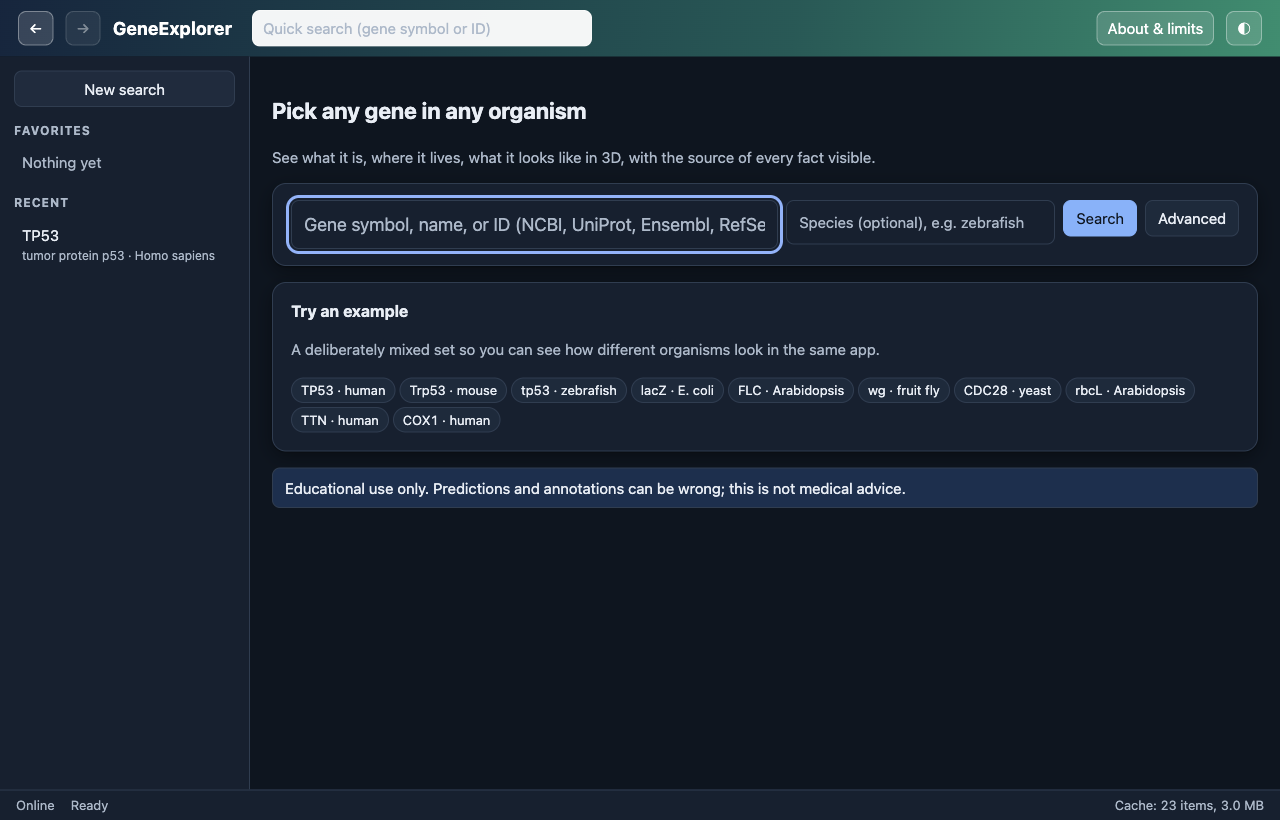 GeneExplorer
Quick search (gene symbol or ID)
About & limits
New search
FAVORITES
Nothing yet
RECENT
TP53
tumor protein p53 · Homo sapiens
Pick any gene in any organism
See what it is, where it lives, what it looks like in 3D, with the source of every fact visible.
Gene symbol, name, or ID (NCBI, UniProt, Ensembl, RefSe
Species (optional), e.g. zebrafish
Search
Advanced
Try an example
A deliberately mixed set so you can see how different organisms look in the same app.
TP53 · human
Trp53 · mouse
tp53 · zebrafish
lacZ · E. coli
FLC · Arabidopsis
wg · fruit fly
CDC28 · yeast
rbcL · Arabidopsis
TTN · human
COX1 · human
Educational use only. Predictions and annotations can be wrong; this is not medical advice.
Online
Ready
Cache: 23 items, 3.0 MB